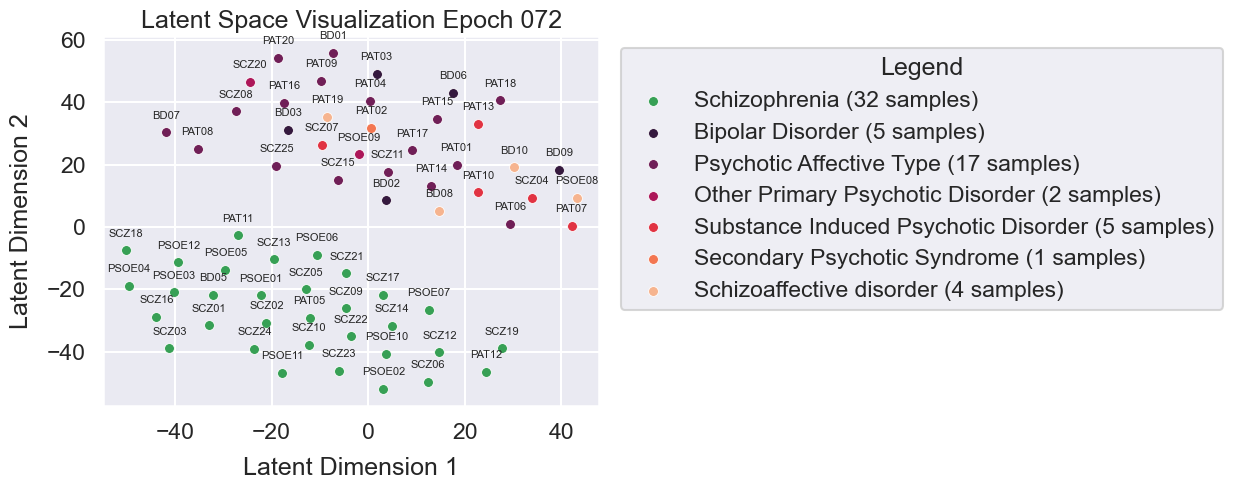 Latent Space Visualization Epoch 072
Latent Dimension 2
60
40
20
0
−20
−40
BD01
PAT20
PAT03
SCZ20
PAT09
BD06
PAT18
PAT16
PAT04
SCZ08
PAT19
PAT15
PAT13
BD07
BD03
PAT02
PAT08
SCZ07
PSOE09
PAT17
SCZ25
SCZ15
SCZ11
PAT01
BD10
BD09
PAT14
PAT10
SCZ04
PSOE08
BD02
BD08
PAT06
PAT07
PAT11
SCZ18
PSOE12
PSOE05
SCZ13
PSOE06
SCZ21
PSOE04
PSOE03
BD05
PSOE01
SCZ05
SCZ17
SCZ16
SCZ01
SCZ02
PAT05
SCZ09
PSOE07
SCZ03
SCZ24
SCZ10
SCZ22
SCZ14
PSOE11
SCZ23
PSOE10
SCZ12
SCZ19
PSOE02
SCZ06
PAT12
−40
−20
0
20
40
Latent Dimension 1
Legend
Schizophrenia (32 samples)
Bipolar Disorder (5 samples)
Psychotic Affective Type (17 samples)
Other Primary Psychotic Disorder (2 samples)
Substance Induced Psychotic Disorder (5 samples)
Secondary Psychotic Syndrome (1 samples)
Schizoaffective disorder (4 samples)